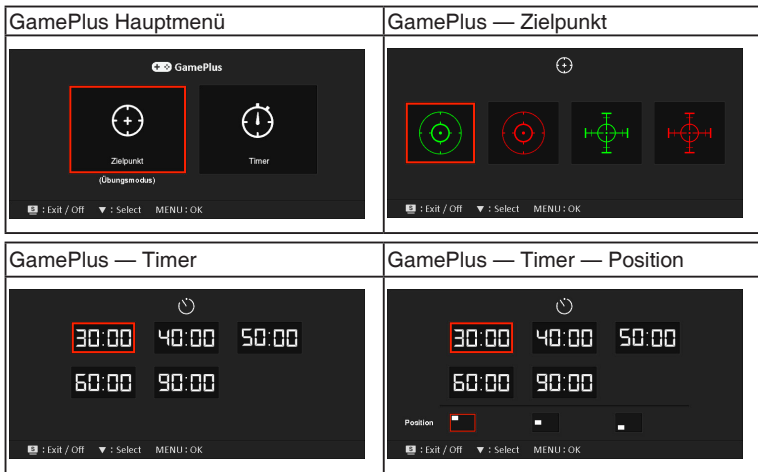 GamePlus Hauptmenü
GamePlus
Zielpunkt
Timer
(Übungsmodus)
S : Exit / Off ▼ : Select MENU : OK
GamePlus — Zielpunkt
S : Exit / Off ▼ : Select MENU : OK
GamePlus — Timer
30:00 40:00 50:00
60:00 90:00
S : Exit / Off ▼ : Select MENU : OK
GamePlus — Timer — Position
30:00 40:00 50:00
60:00 90:00
Position
S : Exit / Off ▼ : Select MENU : OK